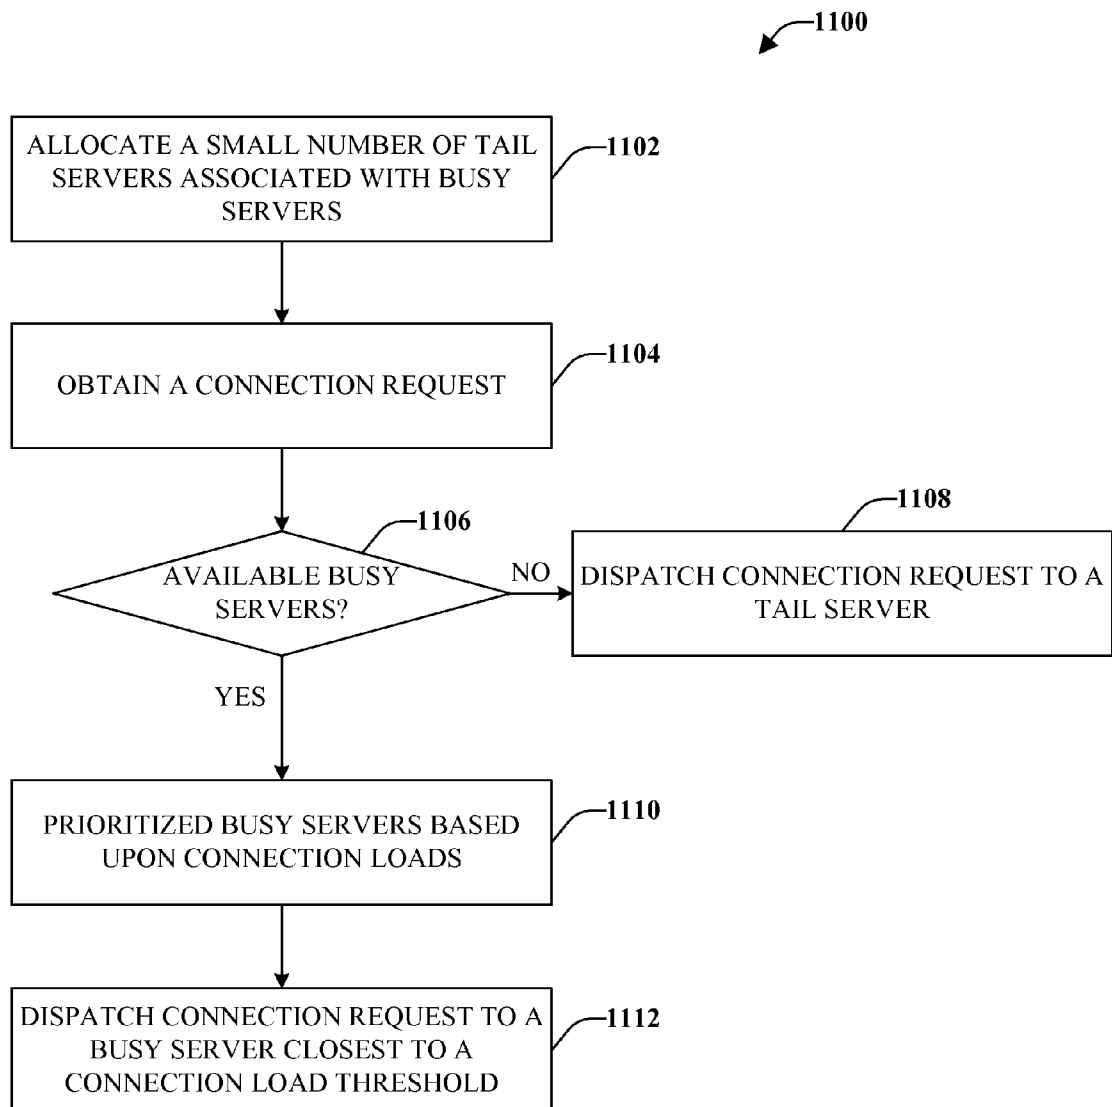 1100
ALLOCATE A SMALL NUMBER OF TAIL
SERVERS ASSOCIATED WITH BUSY
SERVERS
1102
OBTAIN A CONNECTION REQUEST
1104
AVAILABLE BUSY
SERVERS?
1106
NO
DISPATCH CONNECTION REQUEST TO A
TAIL SERVER
1108
YES
PRIORITIZED BUSY SERVERS BASED
UPON CONNECTION LOADS
1110
DISPATCH CONNECTION REQUEST TO A
BUSY SERVER CLOSEST TO A
CONNECTION LOAD THRESHOLD
1112